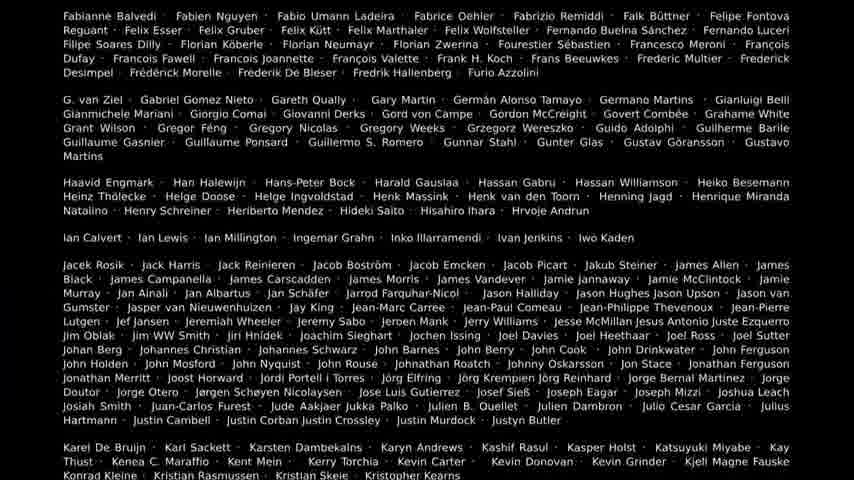 Fabianne Balvedi · Fabien Nguyen · Fabio Umann Ladeira · Fabrice Oehler · Fabrizio Remiddi · Falk Büttner · Felipe Fontova
Reguant · Felix Esser · Felix Gruber · Felix Kütt · Felix Marthaler · Felix Wolfsteller · Fernando Buelna Sánchez · Fernando Luceri
Filipe Soares Dilly · Florian Köberle · Florian Neumayr · Florian Zwerina · Fourestier Sébastien · Francesco Meroni · François
Dufay · Francois Fawell · Francois Joannette · François Valette · Frank H. Koch · Frans Beeuwkes · Frederic Multier · Frederick
Desimpel · Frédérick Morelle · Frederik De Bleser · Fredrik Hallenberg · Furio Azzolini
G. van Ziel · Gabriel Gomez Nieto · Gareth Qually · Gary Martin · Germán Alonso Tamayo · Germano Martins · Gianluigi Belli
Gianmichele Mariani · Giorgio Comai · Giovanni Derks · Gord von Campe · Gordon McCreight · Govert Combée · Grahame White
Grant Wilson · Gregor Féng · Gregory Nicolas · Gregory Weeks · Grzegorz Wereszko · Guido Adolphi · Guilherme Barile
Guillaume Gasnier · Guillaume Ponsard · Guillermo S. Romero · Gunnar Stahl · Gunter Glas · Gustav Göransson · Gustavo
Martins
Haavid Engmark · Han Halewijn · Hans-Peter Bock · Harald Gauslaa · Hassan Gabru · Hassan Williamson · Heiko Besemann
Heinz Thölecke · Helge Doose · Helge Ingvoldstad · Henk Massink · Henk van den Toorn · Henning Jagd · Henrique Miranda
Natalino · Henry Schreiner · Heriberto Mendez · Hideki Saito · Hisahiro Ihara · Hrvoje Andrun
Ian Calvert · Ian Lewis · Ian Millington · Ingemar Grahn · Inko Illarramendi · Ivan Jenkins · Iwo Kaden
Jacek Rosik · Jack Harris · Jack Reinieren · Jacob Boström · Jacob Emcken · Jacob Picart · Jakub Steiner · James Allen · James
Black · James Campanella · James Carscadden · James Morris · James Vandever · Jamie Jannaway · Jamie McClintock · Jamie
Murray · Jan Ainali · Jan Albartus · Jan Schäfer · Jarrod Farquhar-Nicol · Jason Halliday · Jason Hughes Jason Upson · Jason van
Gumster · Jasper van Nieuwenhuizen · Jay King · Jean-Marc Carree · Jean-Paul Comeau · Jean-Philippe Thevenoux · Jean-Pierre
Lutgen · Jef Jansen · Jeremiah Wheeler · Jeremy Sabo · Jeroen Mank · Jerry Williams · Jesse McMillan Jesus Antonio Juste Ezquerro
Jim Oblak · Jim WW Smith · Jiri Hnídek · Joachim Sieghart · Jochen Issing · Joel Davies · Joel Heethaar · Joel Ross · Joël Sutter
Johan Berg · Johannes Christian · Johannes Schwarz · John Barnes · John Berry · John Cook · John Drinkwater · John Ferguson
John Holden · John Mosford · John Nyquist · John Rouse · Johnathan Roatch · Johnny Oskarsson · Jon Stace · Jonathan Ferguson
Jonathan Merritt · Joost Horward · Jordi Portell i Torres · Jörg Elfring · Jörg Krempien Jörg Reinhard · Jorge Bernal Martinez · Jorge
Doutor · Jorge Otero · Jørgen Schøyen Nicolaysen · Jose Luis Gutierrez · Josef Sieß · Joseph Eagar · Joseph Mizzi · Joshua Leach
Josiah Smith · Juan-Carlos Furest · Jude Aakjaer Jukka Palko · Julien B. Ouellet · Julien Dambron · Julio Cesar Garcia · Julius
Hartmann · Justin Cambell · Justin Corban Justin Crossley · Justin Murdock · Justyn Butler
Karel De Bruijn · Karl Sackett · Karsten Dambekalns · Karyn Andrews · Kashif Rasul · Kasper Holst · Katsuyuki Miyabe · Kay
Thust · Kenea C. Maraffio · Kent Mein · Kerry Torchia · Kevin Carter · Kevin Donovan · Kevin Grinder · Kjell Magne Fauske
Konrad Kleine · Kristian Rasmussen · Kristian Skeie · Kristopher Kearns